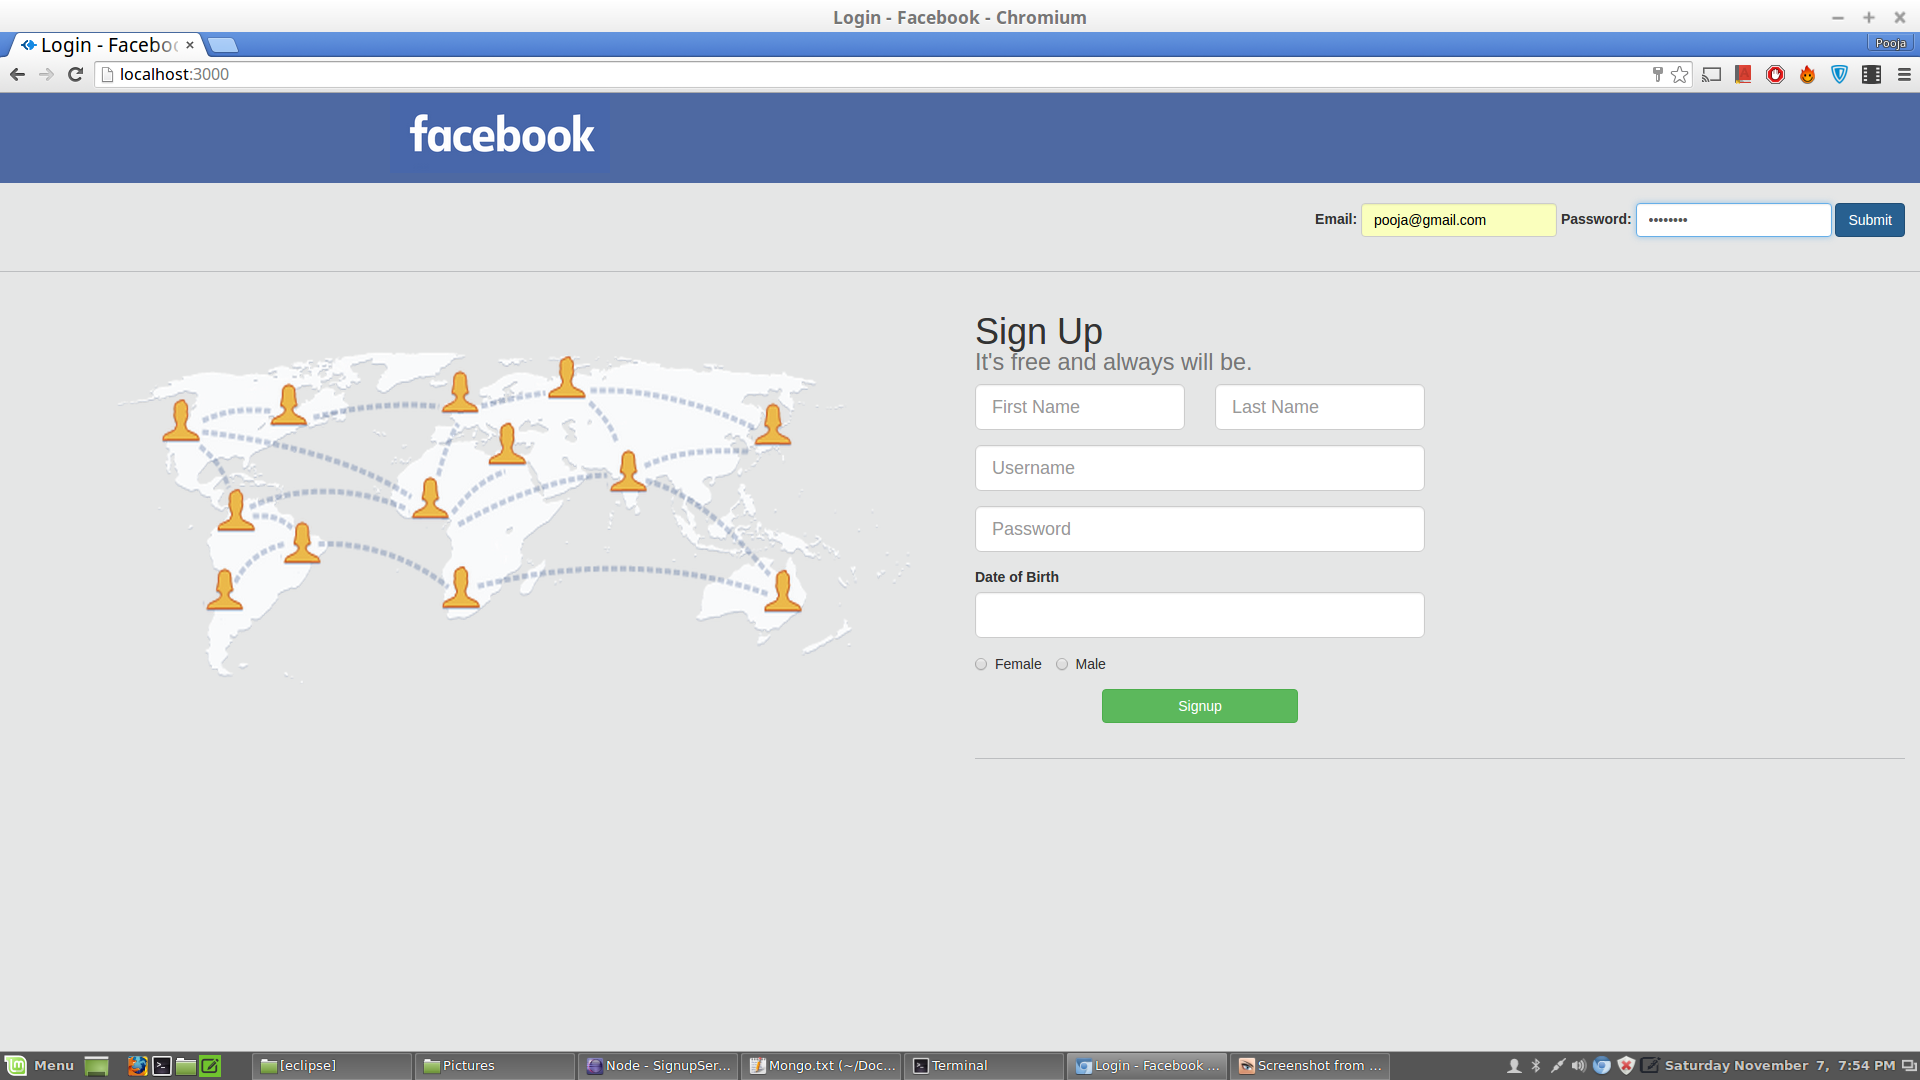 Login - Facebook - Chromium
Login - Faceboo
Pooja
localhost:3000
facebook
Email: pooja@gmail.com Password: •••••••• Submit
Sign Up
It's free and always will be.
First Name Last Name
Username
Password
Date of Birth
Female Male
Signup
Menu [eclipse] Pictures Node - SignupSer... Mongo.txt (~/Doc... Terminal Login - Facebook ... Screenshot from ... Saturday November 7, 7:54 PM